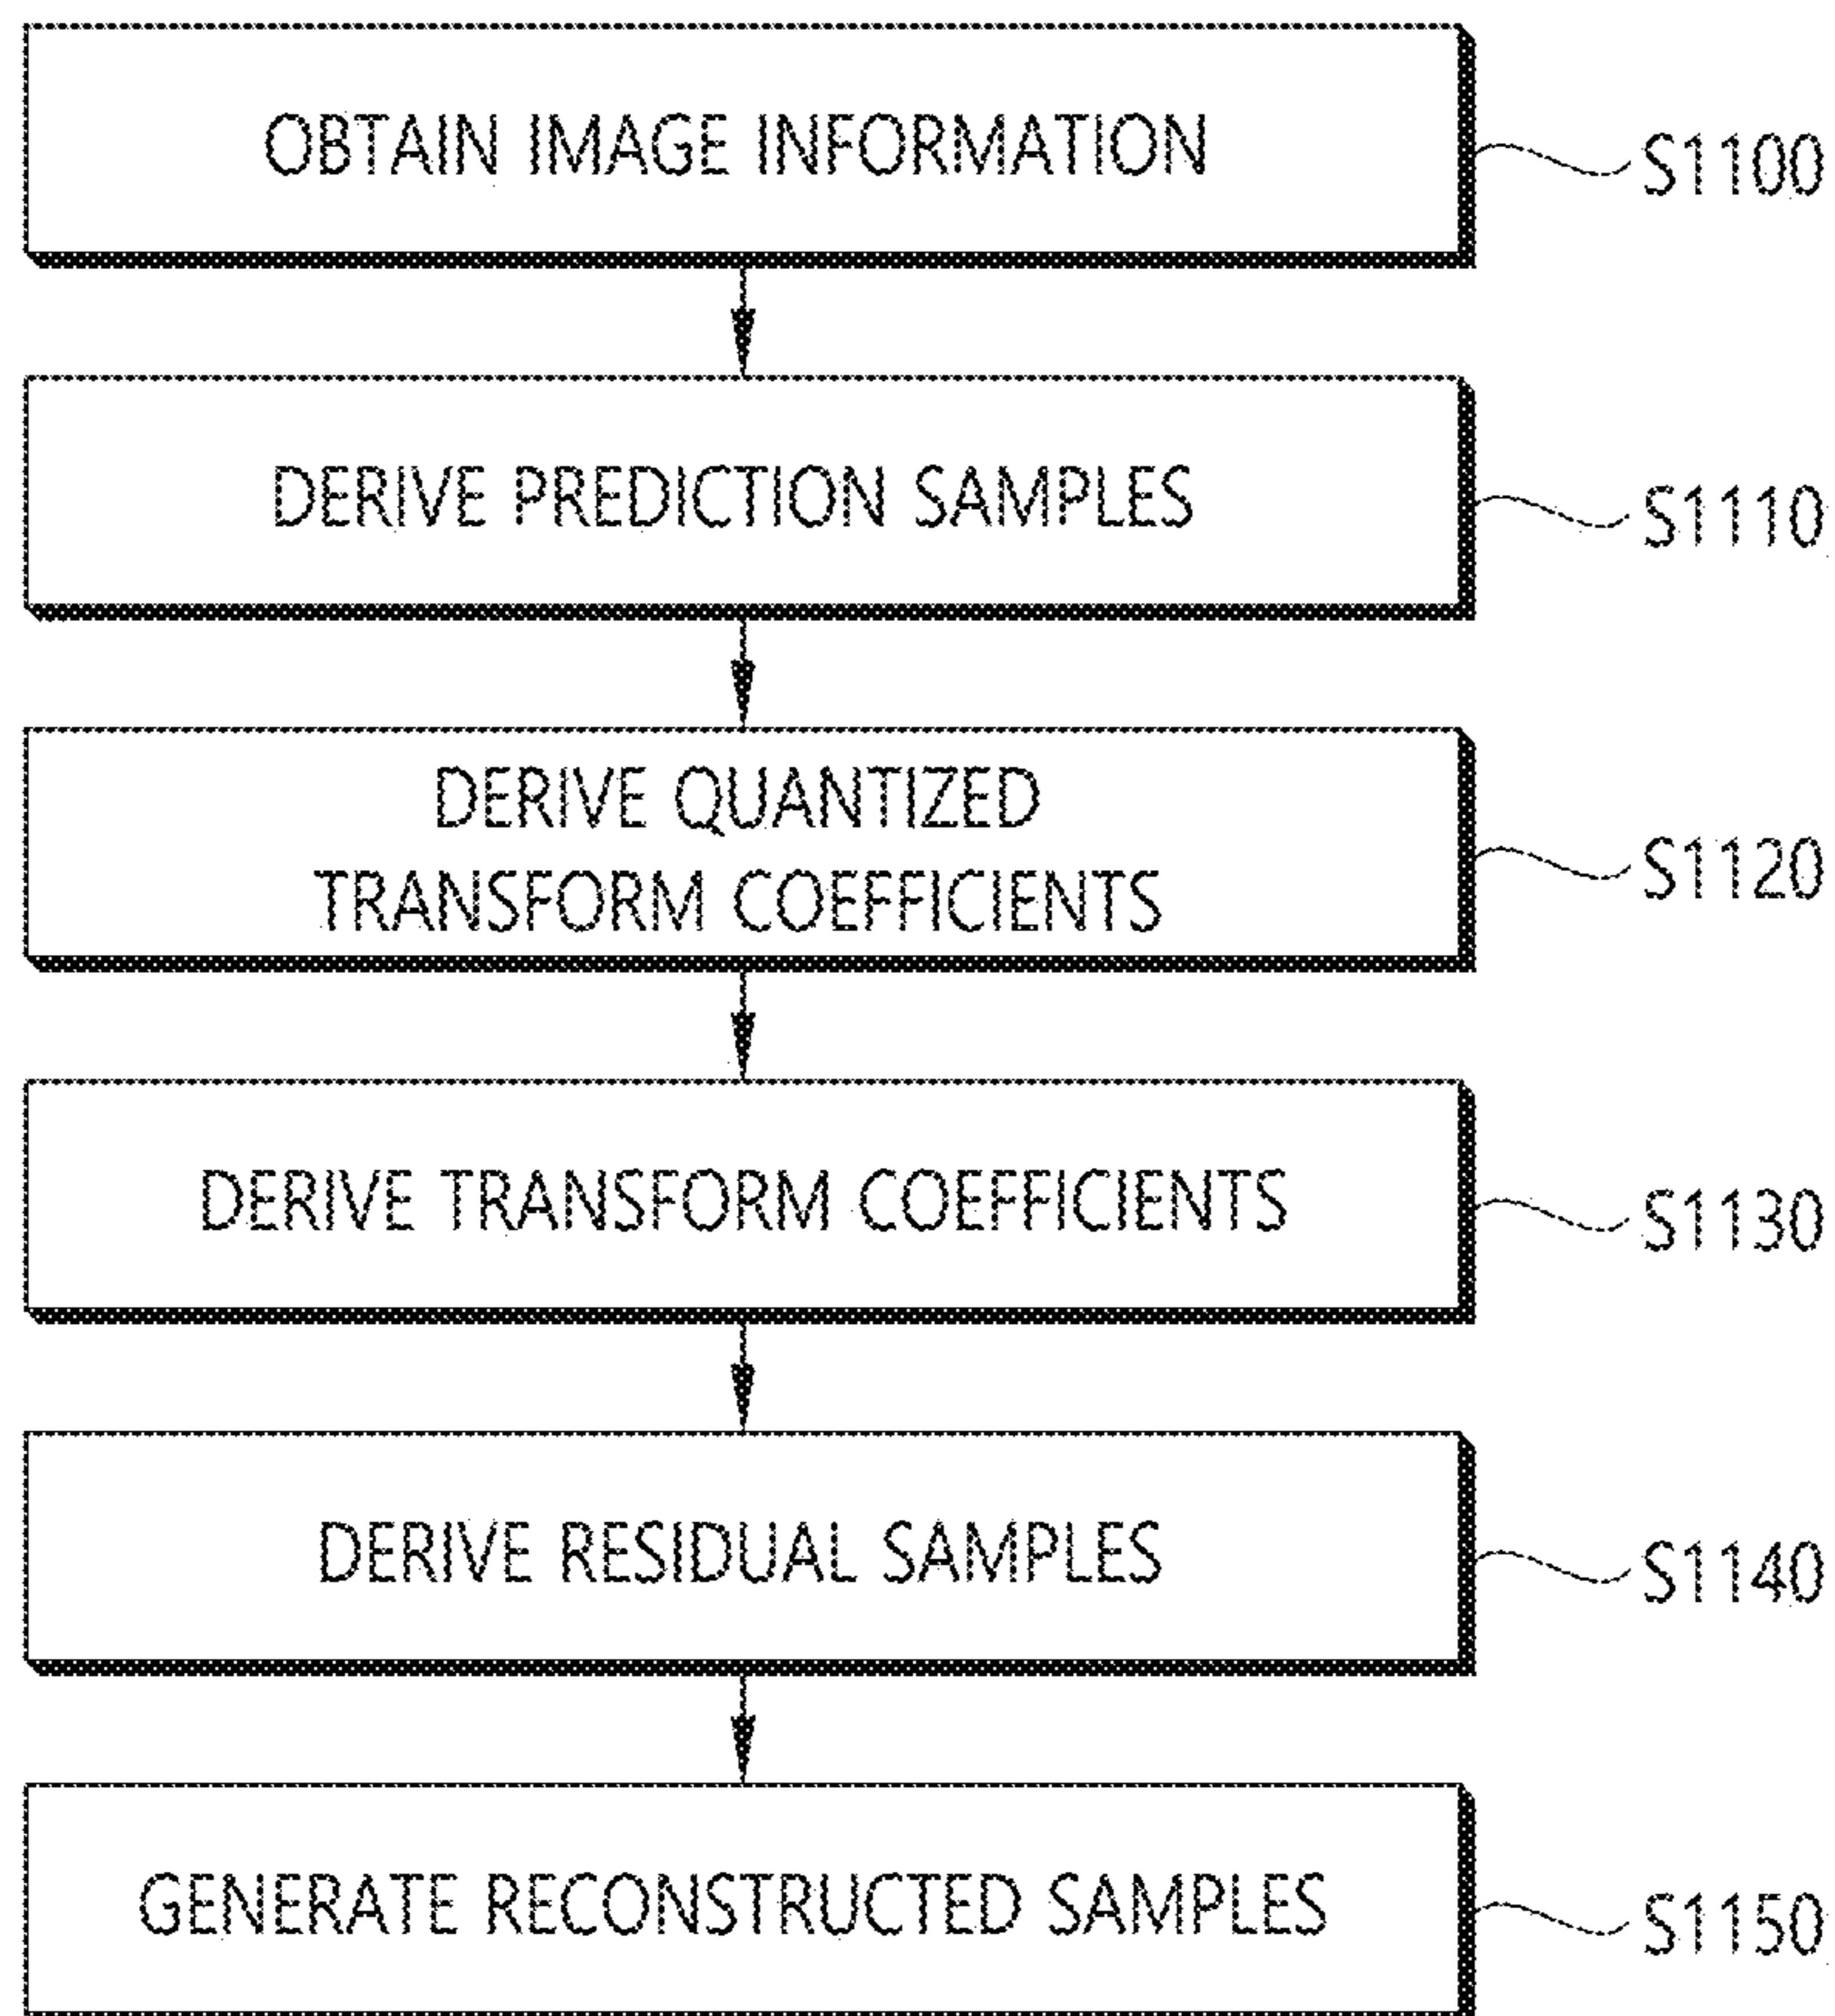 OBTAIN IMAGE INFORMATION
S1100
DERIVE PREDICTION SAMPLES
S1110
DERIVE QUANTIZED
TRANSFORM COEFFICIENTS
S1120
DERIVE TRANSFORM COEFFICIENTS
S1130
DERIVE RESIDUAL SAMPLES
S1140
GENERATE RECONSTRUCTED SAMPLES
S1150